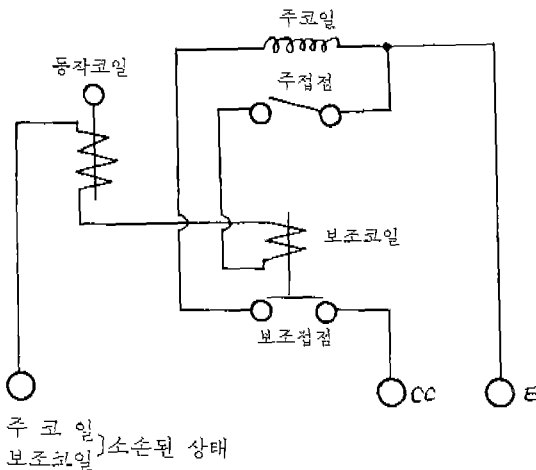 주코일
동작코일
주접점
보조코일
보조접점
CC
E
주 코 일
보조코일 } 소손된 상태